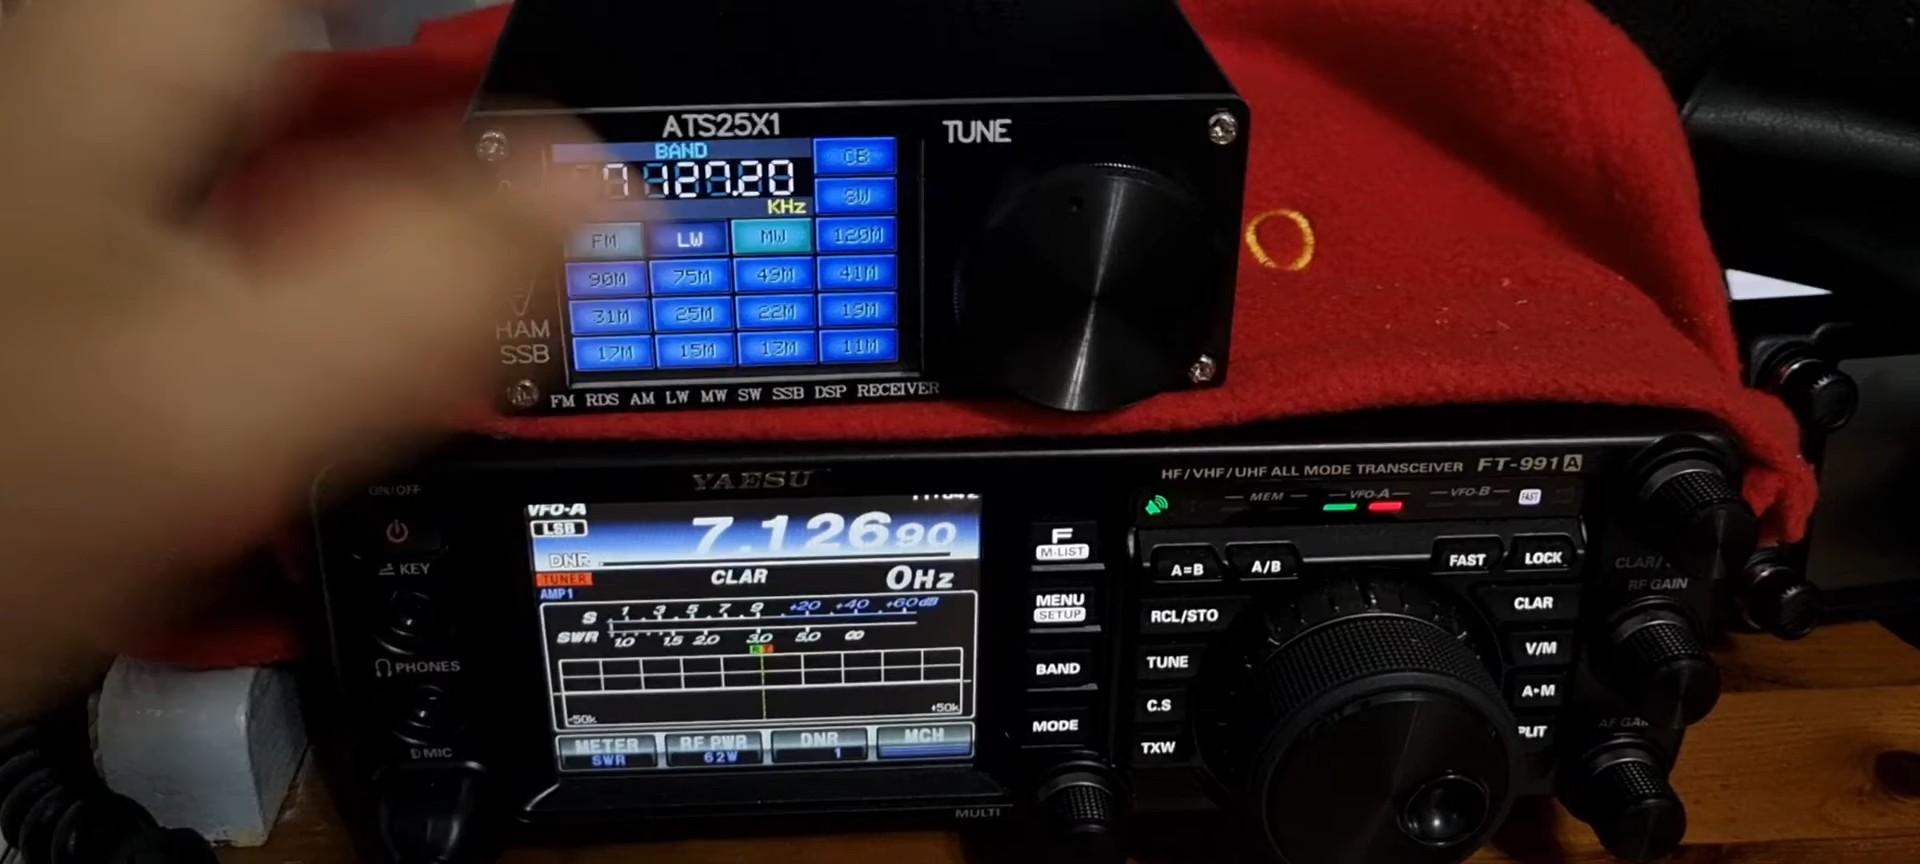 ATS25X1
TUNE
BAND
CB
SW
KHz
FM LW MW 120M
90M 75M 49M 41M
31M 25M 22M 19M
17M 15M 13M 11M
HAM
SSB
FM RDS AM LW MW SW SSB DSP RECEIVER
YAESU
HF/VHF/UHF ALL MODE TRANSCEIVER FT-991A
ON/OFF
MEM VFO-A VFO-B FAST
VFO-A
LSB
7.126 90
DNR
TUNER CLAR 0Hz
AMP1
S 1 3 5 7 9 +20 +40 +60dB
SWR 1.0 1.5 2.0 3.0 5.0 ∞
-50k +50k
METER RF PWR DNR MCH
SWR 62W 1
KEY
PHONES
MIC
F
M-LIST
MENU
SETUP
BAND
MODE
MULTI
A=B A/B FAST LOCK
RCL/STO CLAR
TUNE V/M
C.S A▸M
TXW PLIT
CLAR/
RF GAIN
AF GAI